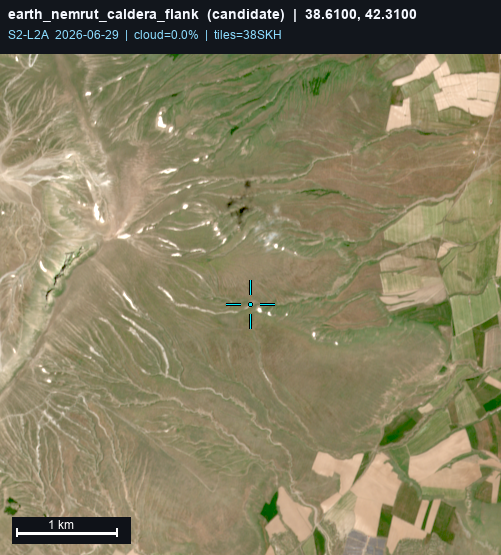 earth_nemrut_caldera_flank (candidate) | 38.6100, 42.3100
S2-L2A 2026-06-29 | cloud=0.0% | tiles=38SKH
1 km